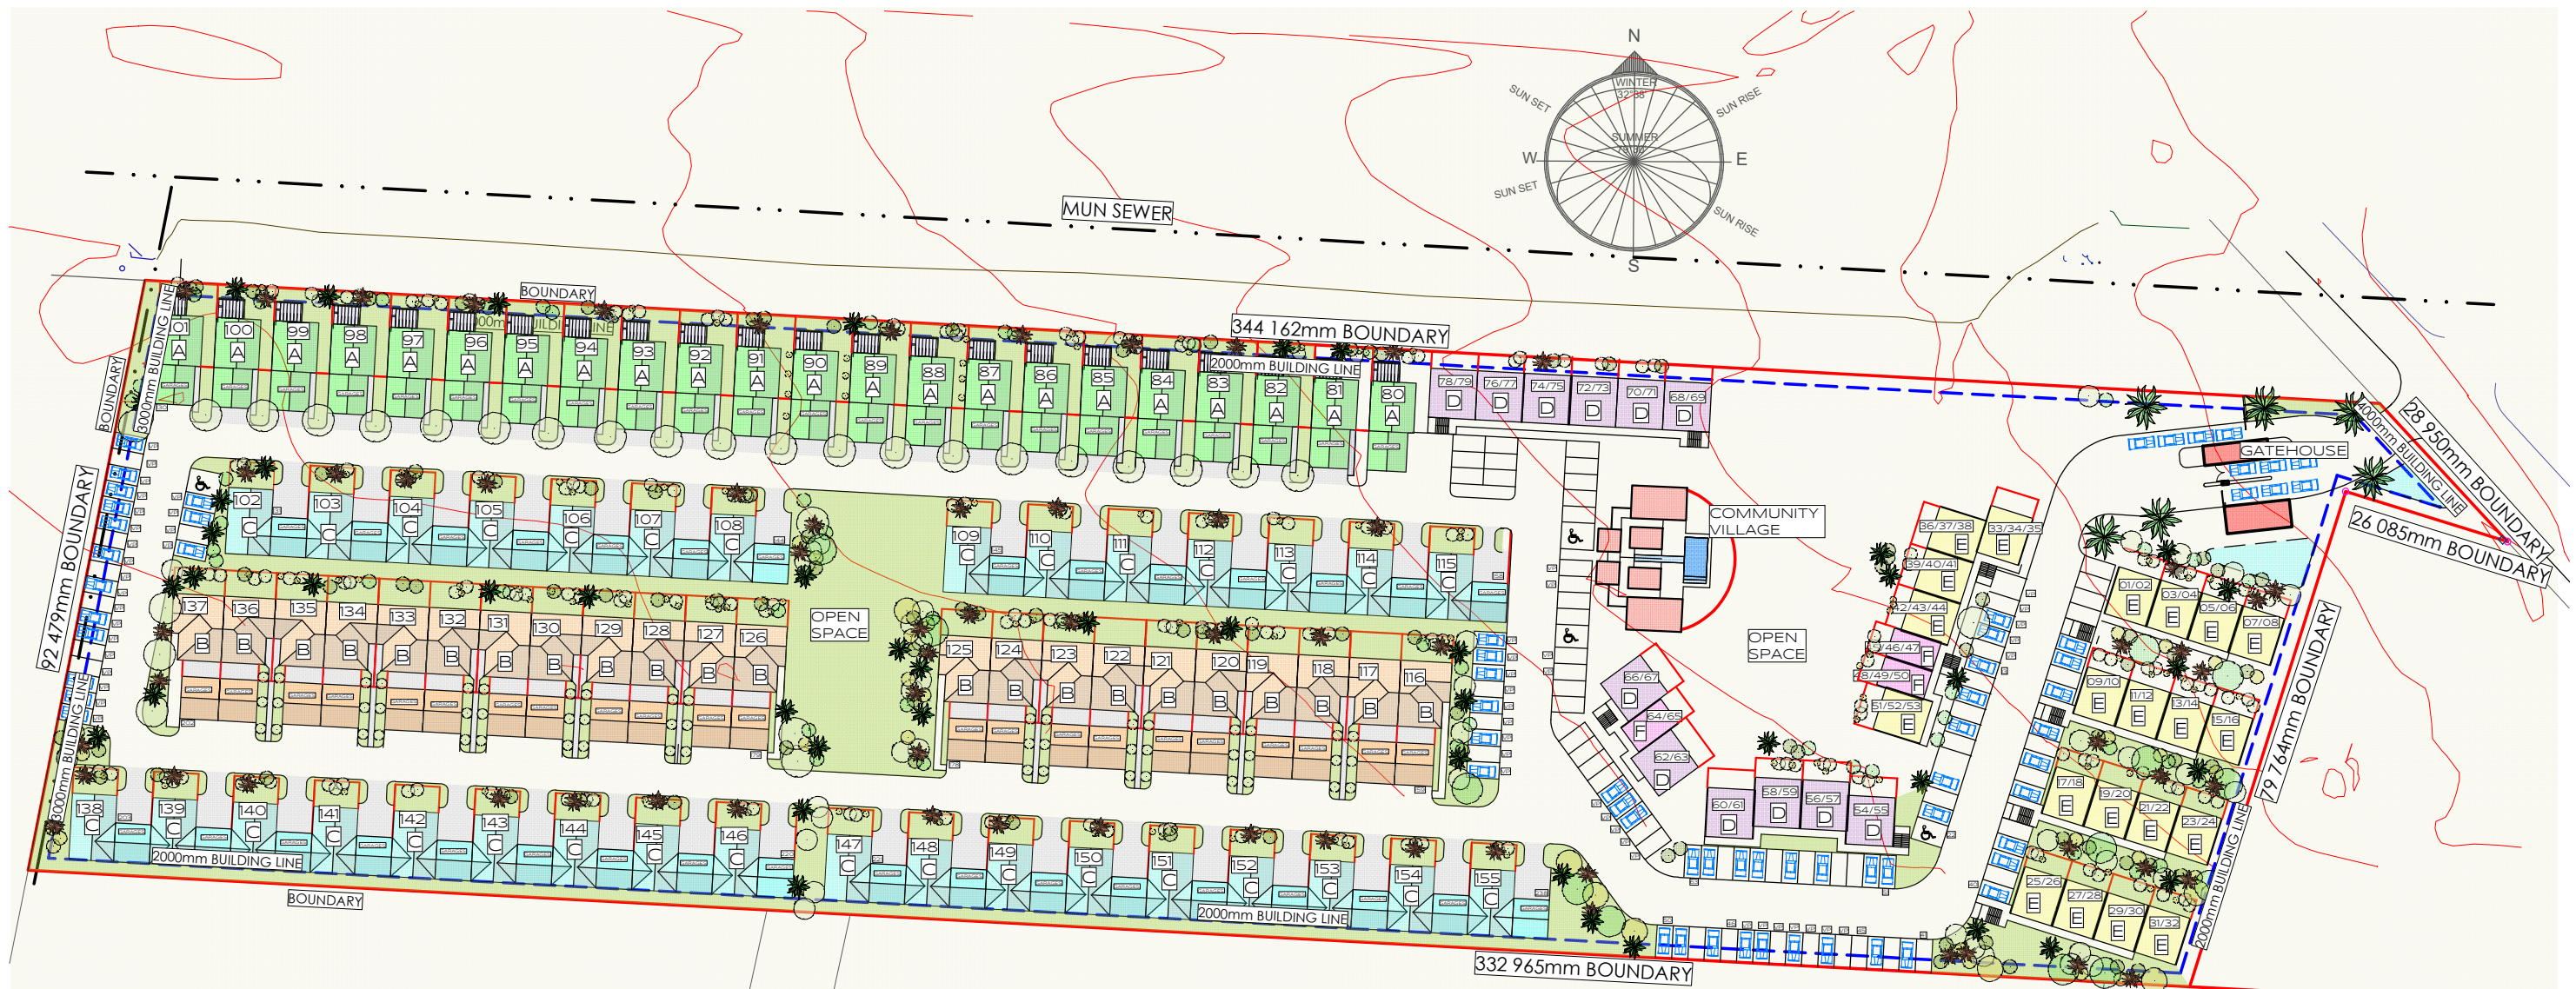 N
WINTER
32°38'
SUN SET
SUN RISE
SUMMER
W
E
SUN SET
SUN RISE
S
MUN SEWER
BOUNDARY
344 162mm BOUNDARY
2000mm BUILDING LINE
3000mm BUILDING LINE
BOUNDARY
92 479mm BOUNDARY
3000mm BUILDING LINE
101 100 99 98 97 96 95 94 93 92 91 90 89 88 87 86 85 84 83 82 81 80
A A A A A A A A A A A A A A A A A A A A A A
78/79 76/77 74/75 72/73 70/71 68/69
D D D D D D
4000mm BUILDING LINE
28 950mm BOUNDARY
GATEHOUSE
26 085mm BOUNDARY
COMMUNITY
VILLAGE
102 103 104 105 106 107 108
C C C C C C C
109 110 111 112 113 114 115
C C C C C C C
36/37/38 33/34/35
E E
39/40/41
E
42/43/44
E
F
F
51/52/53
E
OPEN
SPACE
OPEN
SPACE
137 136 135 134 133 132 131 130 129 128 127 126
B B B B B B B B B B B B
125 124 123 122 121 120 119 118 117 116
B B B B B B B B B B
66/67
D
64/65
F
62/63
D
60/61 58/59 56/57 54/55
D D D D
01/02 03/04 05/06 07/08
E E E E
09/10 11/12 13/14 15/16
E E E E
17/18 19/20 21/22 23/24
E E E E
25/26 27/28 29/30 31/32
E E E E
79 764mm BOUNDARY
2000mm BUILDING LINE
138 139 140 141 142 143 144 145 146
C C C C C C C C C
147 148 149 150 151 152 153 154 155
C C C C C C C C C
2000mm BUILDING LINE
2000mm BUILDING LINE
BOUNDARY
332 965mm BOUNDARY